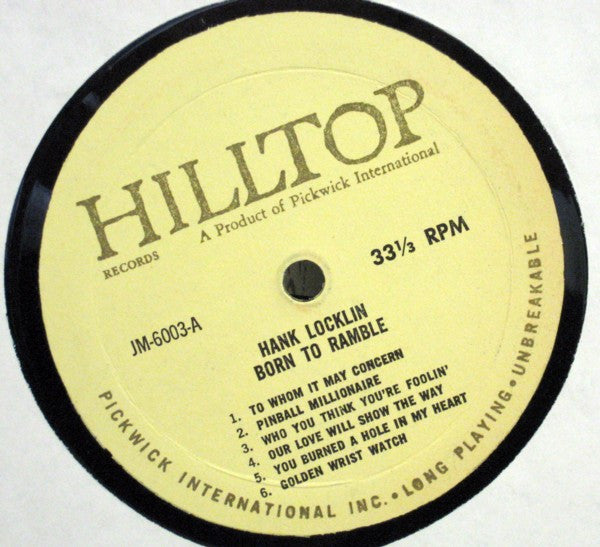 HILLTOP
RECORDS
A Product of Pickwick International
33⅓ RPM
JM-6003-A
HANK LOCKLIN
BORN TO RAMBLE
1. TO WHOM IT MAY CONCERN
2. PINBALL MILLIONAIRE
3. WHO YOU THINK YOU'RE FOOLIN'
4. OUR LOVE WILL SHOW THE WAY
5. YOU BURNED A HOLE IN MY HEART
6. GOLDEN WRIST WATCH
PICKWICK INTERNATIONAL INC. • LONG PLAYING • UNBREAKABLE